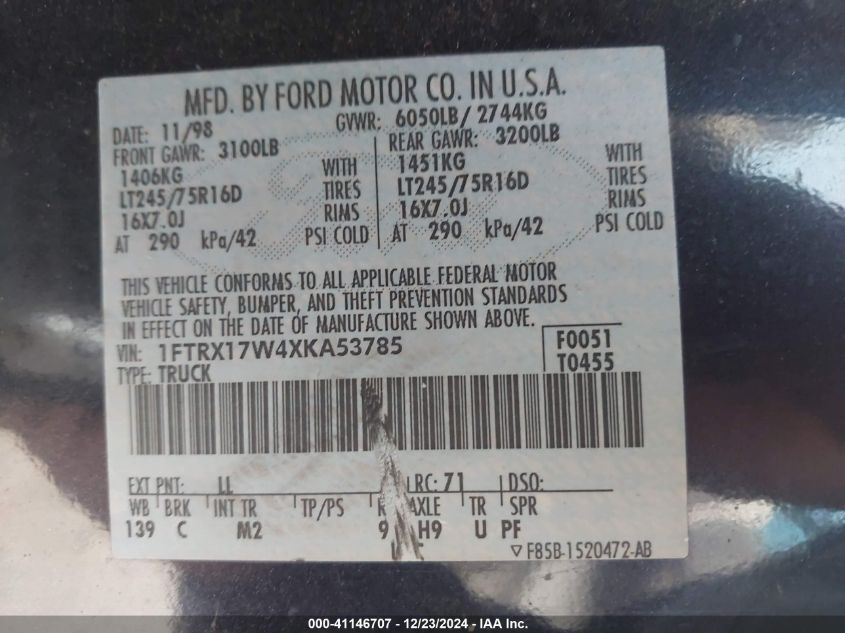 MFD. BY FORD MOTOR CO. IN U.S.A.
DATE: 11/98 GVWR: 6050LB/ 2744KG
FRONT GAWR: 3100LB REAR GAWR: 3200LB
1406KG WITH 1451KG WITH
LT245/75R16D TIRES LT245/75R16D TIRES
16X7.0J RIMS 16X7.0J RIMS
AT 290 kPa/42 PSI COLD AT 290 kPa/42 PSI COLD
THIS VEHICLE CONFORMS TO ALL APPLICABLE FEDERAL MOTOR
VEHICLE SAFETY, BUMPER, AND THEFT PREVENTION STANDARDS
IN EFFECT ON THE DATE OF MANUFACTURE SHOWN ABOVE.
VIN: 1FTRX17W4XKA53785 F0051
TYPE: TRUCK T0455
EXT PNT: LL RC: 71 DSO:
WB BRK INT TR TP/PS R AXLE TR SPR
139 C M2 9 H9 U PF
▽ F85B-1520472-AB
000-41146707 - 12/23/2024 - IAA Inc.